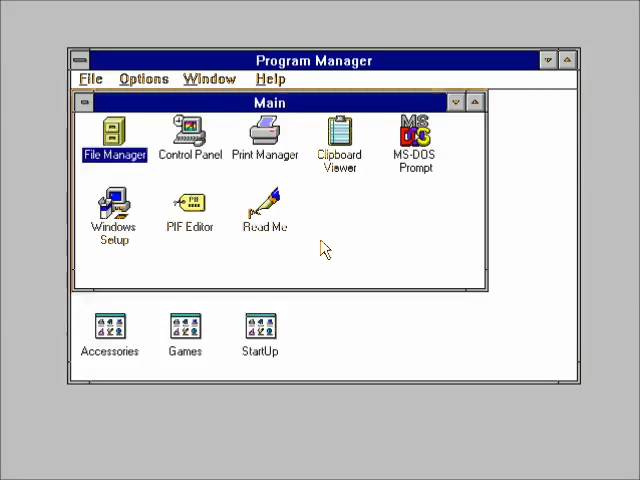 Program Manager
File Options Window Help
Main
File Manager Control Panel Print Manager Clipboard Viewer MS-DOS Prompt
Windows Setup PIF Editor Read Me
Accessories Games StartUp